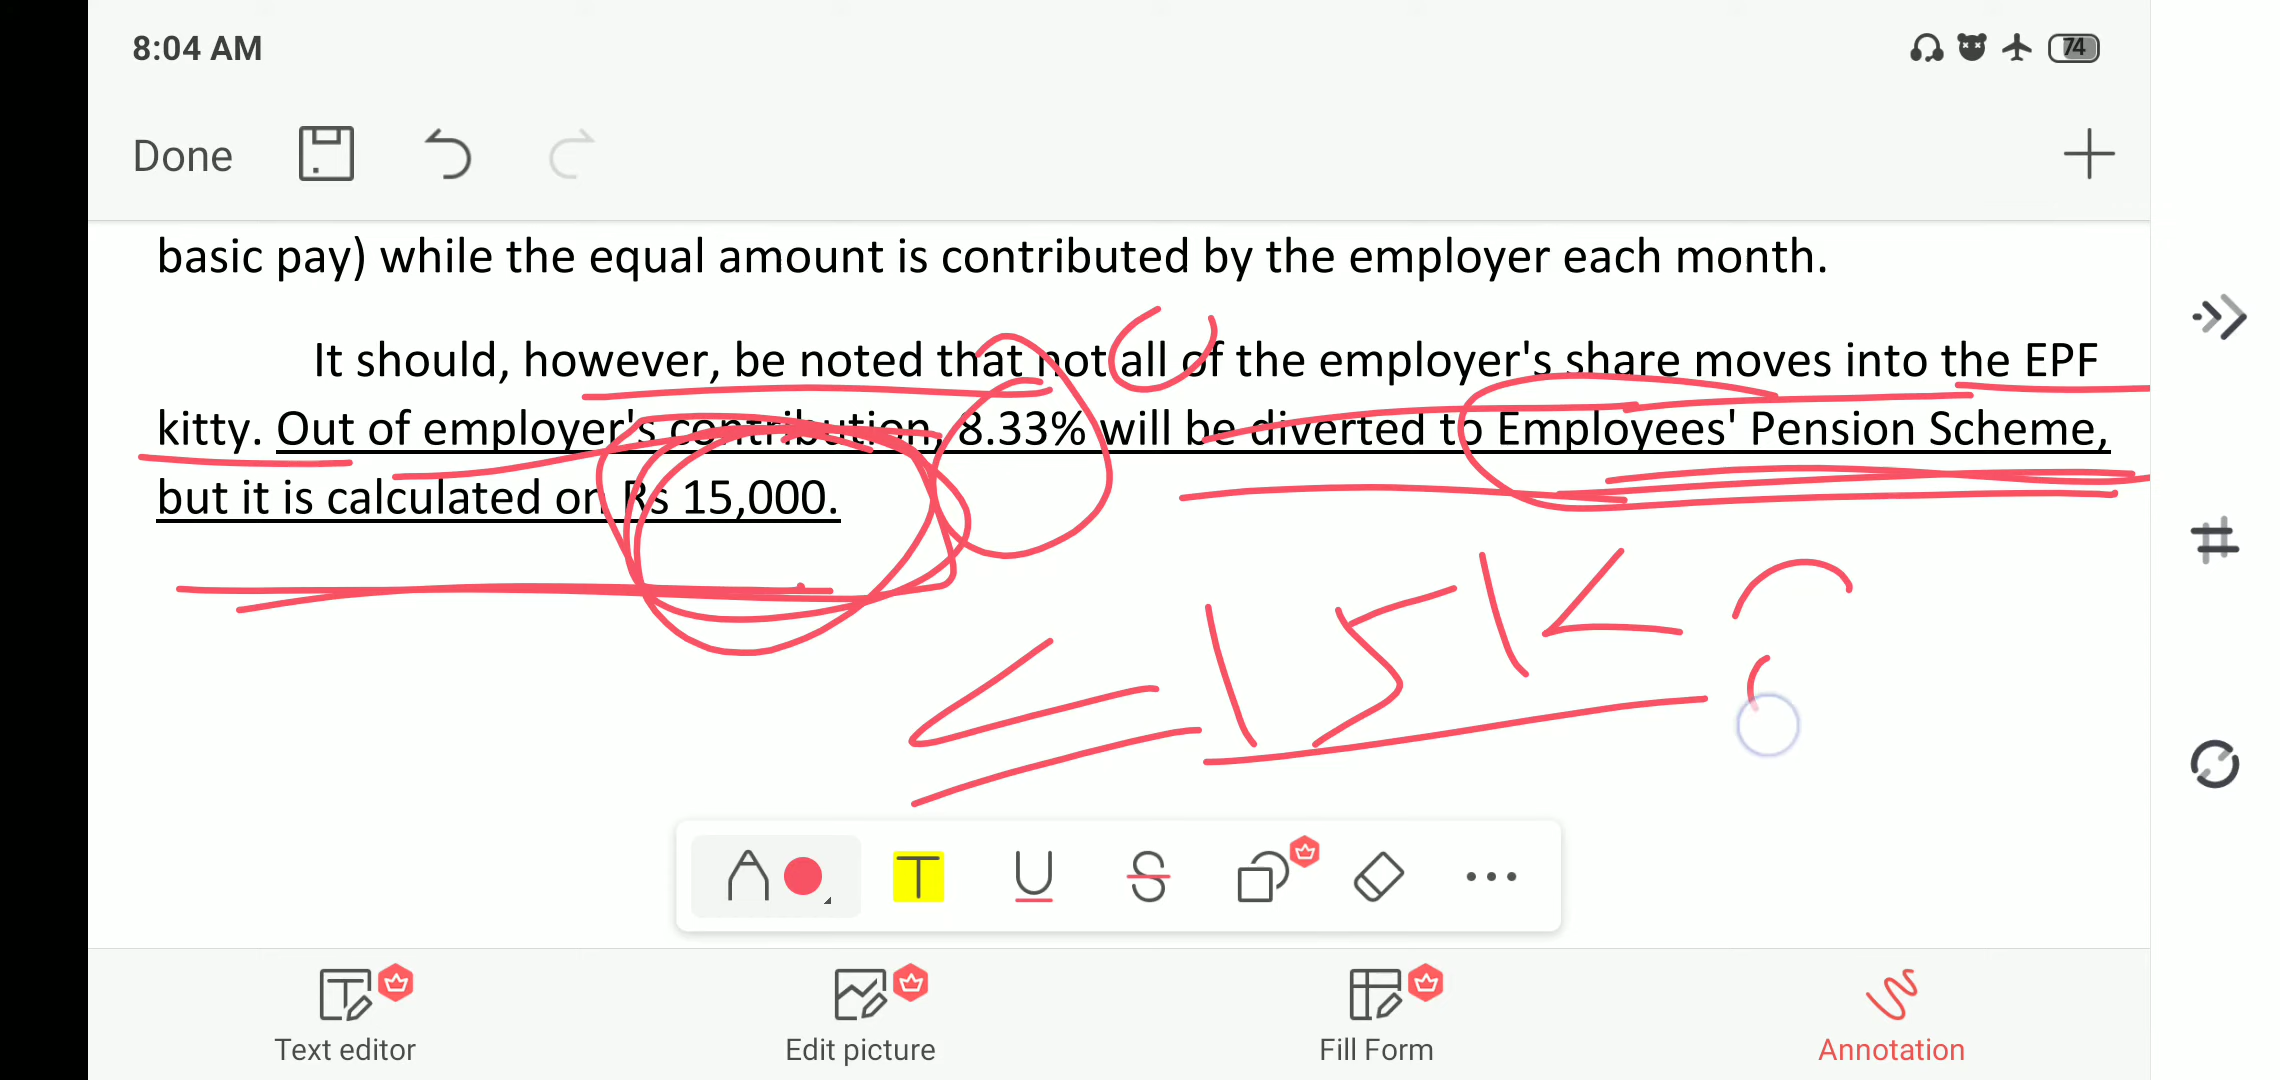 8:04 AM
74
Done
basic pay) while the equal amount is contributed by the employer each month.
It should, however, be noted that not all of the employer's share moves into the EPF
kitty. Out of employer's contribution, 8.33% will be diverted to Employees' Pension Scheme,
but it is calculated on Rs 15,000.
≤ 15K ?
T U S
Text editor
Edit picture
Fill Form
Annotation